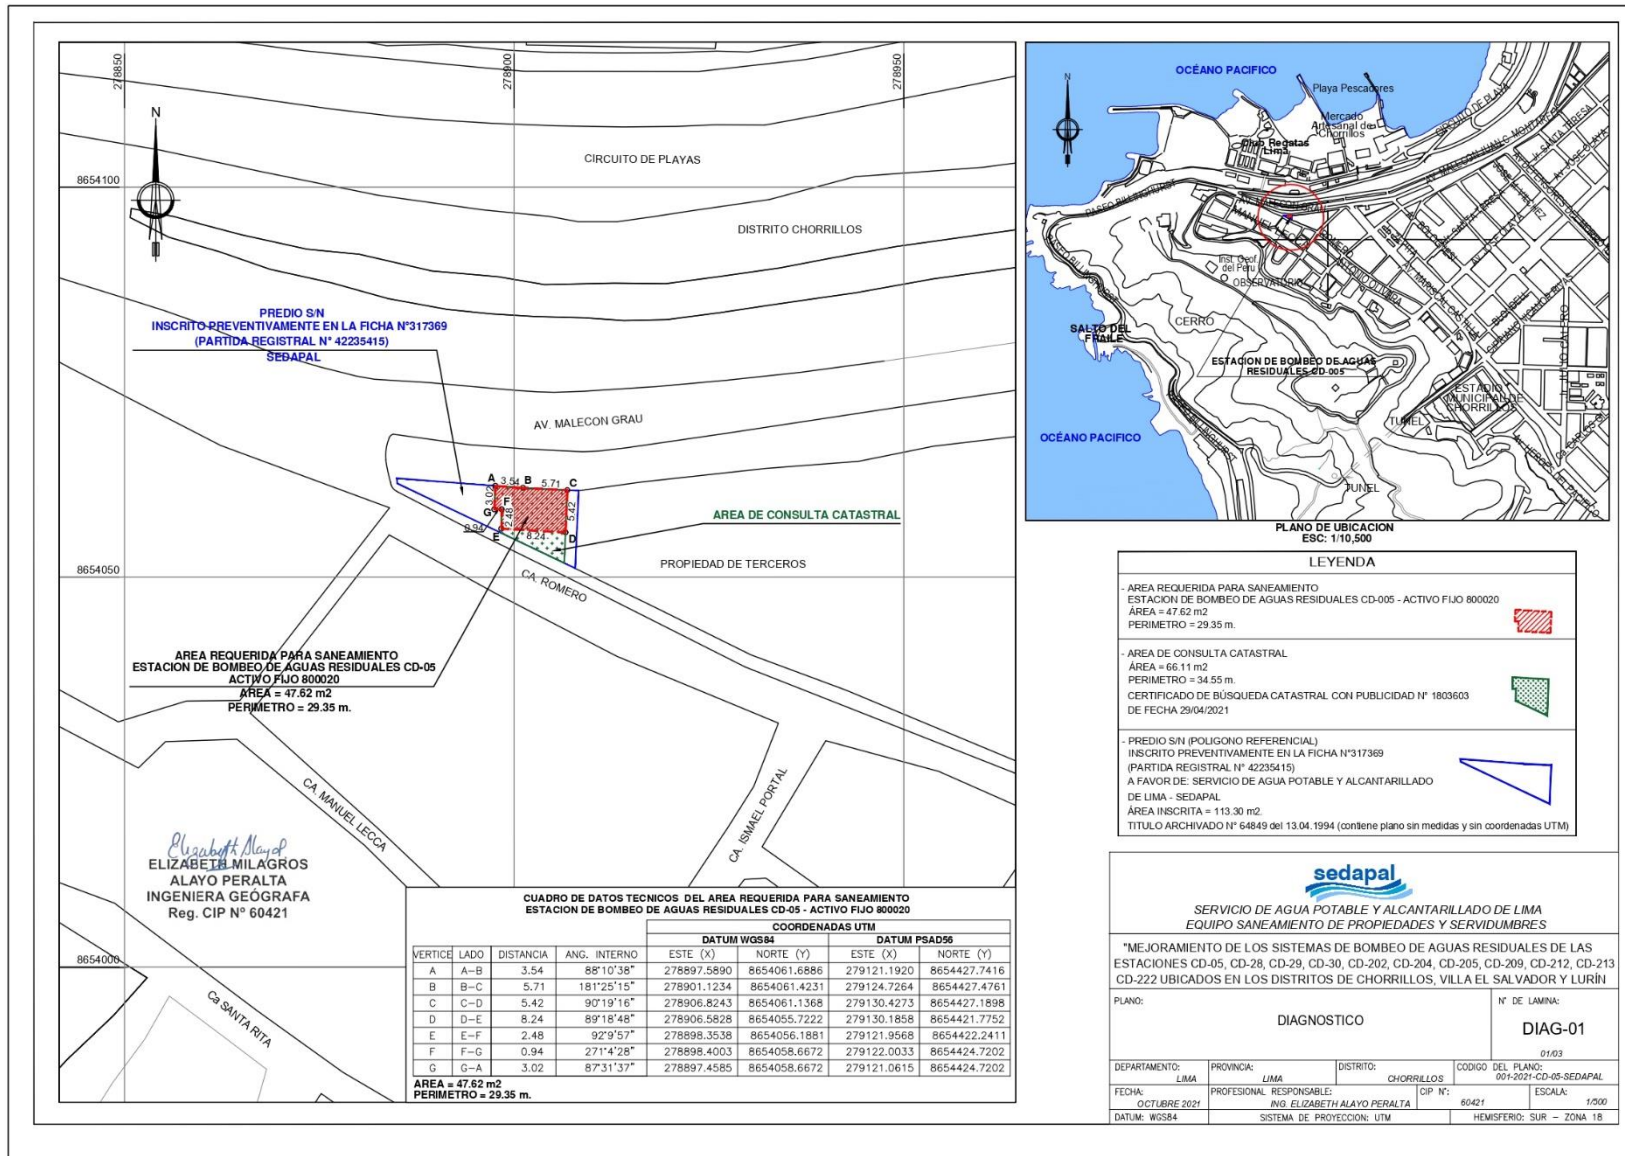 278850
278900
278950
N
8654100
8654050
8654000
CIRCUITO DE PLAYAS
DISTRITO CHORRILLOS
PREDIO S/N
INSCRITO PREVENTIVAMENTE EN LA FICHA N°317369
(PARTIDA REGISTRAL N° 42235415)
SEDAPAL
AV. MALECON GRAU
A 3.54 B 5.71 C
3.02
F
G
2.48
5.42
0.94
E
8.24
D
AREA DE CONSULTA CATASTRAL
PROPIEDAD DE TERCEROS
CA. ROMERO
AREA REQUERIDA PARA SANEAMIENTO
ESTACION DE BOMBEO DE AGUAS RESIDUALES CD-05
ACTIVO FIJO 800020
AREA = 47.62 m2
PERIMETRO = 29.35 m.
CA. MANUEL LECCA
CA. ISMAEL PORTAL
Ca SANTA RITA
Elizabeth Alayo P
ELIZABETH MILAGROS
ALAYO PERALTA
INGENIERA GEÓGRAFA
Reg. CIP Nº 60421
CUADRO DE DATOS TECNICOS DEL AREA REQUERIDA PARA SANEAMIENTO
ESTACION DE BOMBEO DE AGUAS RESIDUALES CD-05 - ACTIVO FIJO 800020
COORDENADAS UTM
DATUM WGS84 DATUM PSAD56
VERTICE LADO DISTANCIA ANG. INTERNO ESTE (X) NORTE (Y) ESTE (X) NORTE (Y)
A A-B 3.54 88°10'38" 278897.5890 8654061.6886 279121.1920 8654427.7416
B B-C 5.71 181°25'15" 278901.1234 8654061.4231 279124.7264 8654427.4761
C C-D 5.42 90°19'16" 278906.8243 8654061.1368 279130.4273 8654427.1898
D D-E 8.24 89°18'48" 278906.5828 8654055.7222 279130.1858 8654421.7752
E E-F 2.48 92°9'57" 278898.3538 8654056.1881 279121.9568 8654422.2411
F F-G 0.94 271°4'28" 278898.4003 8654058.6672 279122.0033 8654424.7202
G G-A 3.02 87°31'37" 278897.4585 8654058.6672 279121.0615 8654424.7202
AREA = 47.62 m2
PERIMETRO = 29.35 m.
OCÉANO PACIFICO
Playa Pescadores
N
Mercado
Artesanal de
Chorrillos
Club Regatas
Lima
CIRCUITO DE PLAYA
PASEO BILLINGHURST
AV. MALECON GRAU
Inst. Geof.
del Peru
OBSERVATORIO
CERRO
SALTO DEL
FRAILE
ESTACION DE BOMBEO DE AGUAS
RESIDUALES CD-005
ESTADIO
MUNICIPAL DE
CHORRILLOS
TUNEL
OCÉANO PACIFICO
TUNEL
PLANO DE UBICACION
ESC: 1/10,500
LEYENDA
- AREA REQUERIDA PARA SANEAMIENTO
ESTACION DE BOMBEO DE AGUAS RESIDUALES CD-005 - ACTIVO FIJO 800020
ÁREA = 47.62 m2
PERIMETRO = 29.35 m.
- AREA DE CONSULTA CATASTRAL
ÁREA = 66.11 m2
PERIMETRO = 34.55 m.
CERTIFICADO DE BÚSQUEDA CATASTRAL CON PUBLICIDAD N° 1803603
DE FECHA 29/04/2021
- PREDIO S/N (POLIGONO REFERENCIAL)
INSCRITO PREVENTIVAMENTE EN LA FICHA N°317369
(PARTIDA REGISTRAL N° 42235415)
A FAVOR DE: SERVICIO DE AGUA POTABLE Y ALCANTARILLADO
DE LIMA - SEDAPAL
ÁREA INSCRITA = 113.30 m2.
TITULO ARCHIVADO N° 64849 del 13.04.1994 (contiene plano sin medidas y sin coordenadas UTM)
sedapal
SERVICIO DE AGUA POTABLE Y ALCANTARILLADO DE LIMA
EQUIPO SANEAMIENTO DE PROPIEDADES Y SERVIDUMBRES
"MEJORAMIENTO DE LOS SISTEMAS DE BOMBEO DE AGUAS RESIDUALES DE LAS
ESTACIONES CD-05, CD-28, CD-29, CD-30, CD-202, CD-204, CD-205, CD-209, CD-212, CD-213
CD-222 UBICADOS EN LOS DISTRITOS DE CHORRILLOS, VILLA EL SALVADOR Y LURÍN
PLANO:
DIAGNOSTICO
N° DE LAMINA:
DIAG-01
01/03
DEPARTAMENTO: LIMA
PROVINCIA: LIMA
DISTRITO: CHORRILLOS
CODIGO DEL PLANO: 001-2021-CD-05-SEDAPAL
FECHA: OCTUBRE 2021
PROFESIONAL RESPONSABLE: ING. ELIZABETH ALAYO PERALTA
CIP N°: 60421
ESCALA: 1/500
DATUM: WGS84
SISTEMA DE PROYECCION: UTM
HEMISFERIO: SUR - ZONA 18